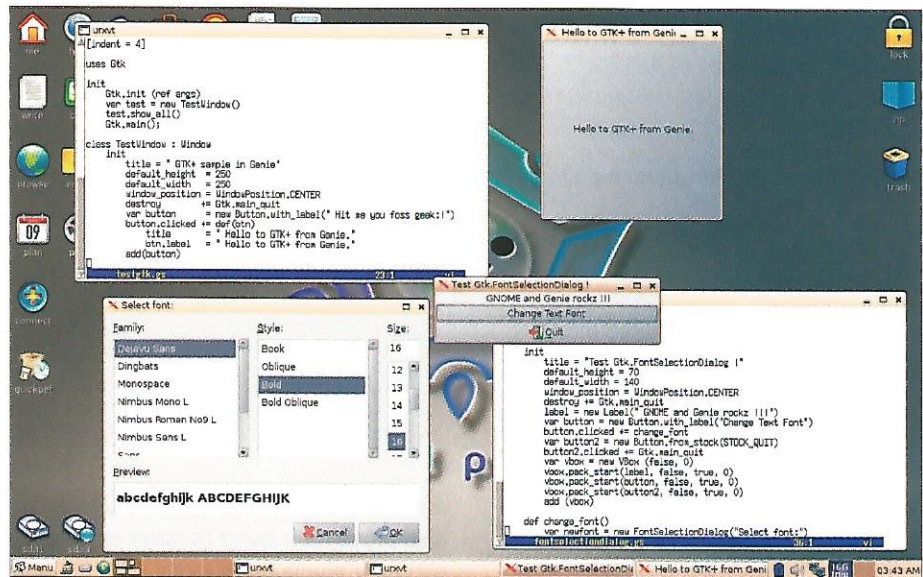 urxvt
[indent = 4]
uses Gtk
init
Gtk.init (ref args)
var test = new TestWindow()
test.show_all()
Gtk.main();
class TestWindow : Window
init
title = " GTK+ sample in Genie"
default_height = 250
default_width = 250
window_position = WindowPosition.CENTER
destroy += Gtk.main_quit
var button = new Button.with_label(" Hit me you foss geek:!")
button.clicked += def(btn)
title = " Hello to GTK+ from Genie."
btn.label = " Hello to GTK+ from Genie."
add(button)
testgtk.gs 23:1 vi
Hello to GTK+ from Genie
Hello to GTK+ from Genie.
lock
zip
trash
write
browse
09
plan
connect
quickpet
Select font:
Family:
Style:
Size:
DejaVu Sans
Dingbats
Monospace
Nimbus Mono L
Nimbus Roman No9 L
Nimbus Sans L
Sans
Book
Oblique
Bold
Bold Oblique
16
12
13
14
15
16
Preview:
abcdefghijk ABCDEFGHIJK
Cancel
OK
Test Gtk.FontSelectionDialog !
GNOME and Genie rockz !!!
Change Text Font
Quit
init
title = "Test Gtk.FontSelectionDialog !"
default_height = 70
default_width = 140
window_position = WindowPosition.CENTER
destroy += Gtk.main_quit
label = new Label(" GNOME and Genie rockz !!!")
var button = new Button.with_label("Change Text Font")
button.clicked += change_font
var button2 = new Button.from_stock(STOCK_QUIT)
button2.clicked += Gtk.main_quit
var vbox = new VBox (false, 0)
vbox.pack_start(label, false, true, 0)
vbox.pack_start(button, false, true, 0)
vbox.pack_start(button2, false, true, 0)
add (vbox)
def change_font()
var newfont = new FontSelectionDialog("Select font:")
fontselectiondialog.gs 36:1 vi
p
Menu
urxvt
urxvt
Test Gtk.FontSelectionDi
Hello to GTK+ from Geni
03:43 AM